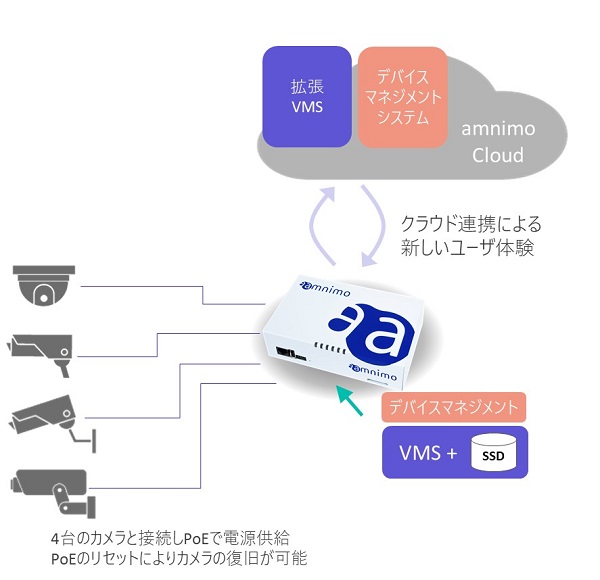 拡張
VMS
デバイス
マネジメント
システム
amnimo
Cloud
クラウド連携による
新しいユーザ体験
amnimo
aa
amnimo
デバイスマネジメント
VMS +
SSD
4台のカメラと接続しPoEで電源供給
PoEのリセットによりカメラの復旧が可能